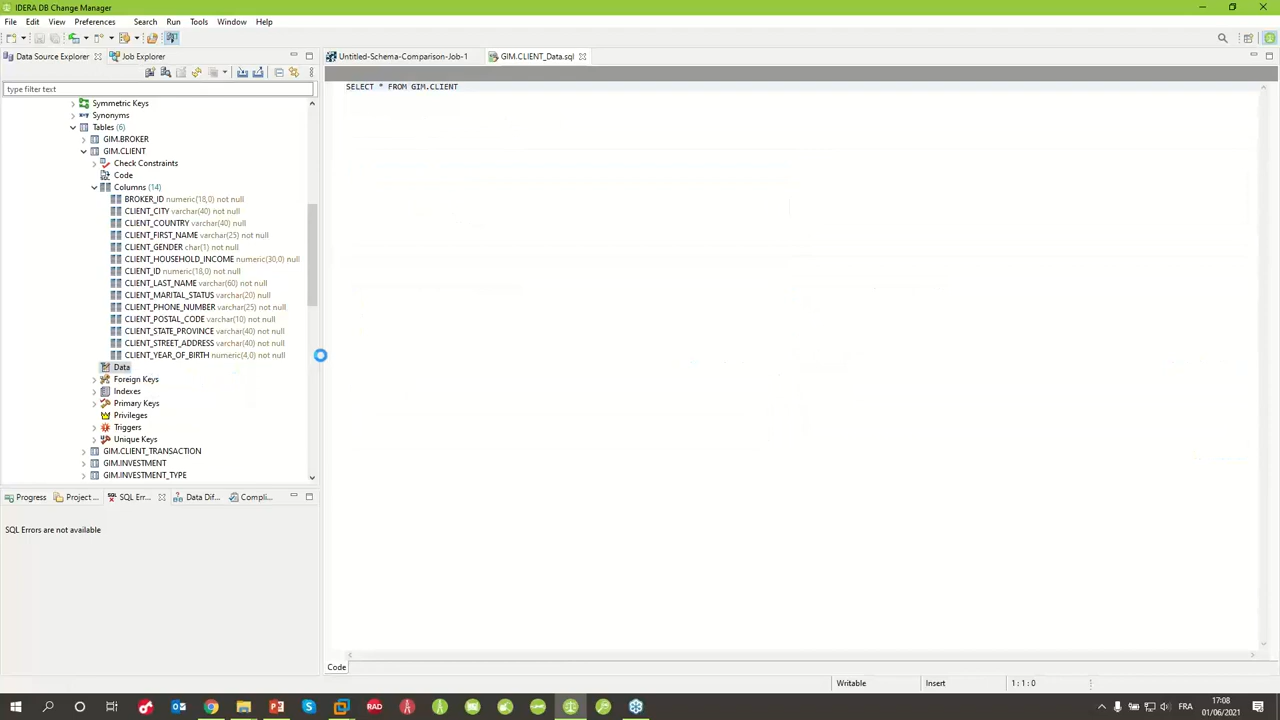 IDERA DB Change Manager
File Edit View Preferences Search Run Tools Window Help
Data Source Explorer Job Explorer
Untitled-Schema-Comparison-Job-1 GIM.CLIENT_Data.sql
type filter text
SELECT * FROM GIM.CLIENT
Symmetric Keys
Synonyms
Tables (6)
GIM.BROKER
GIM.CLIENT
Check Constraints
Code
Columns (14)
BROKER_ID numeric(18,0) not null
CLIENT_CITY varchar(40) not null
CLIENT_COUNTRY varchar(40) null
CLIENT_FIRST_NAME varchar(25) not null
CLIENT_GENDER char(1) not null
CLIENT_HOUSEHOLD_INCOME numeric(30,0) null
CLIENT_ID numeric(18,0) not null
CLIENT_LAST_NAME varchar(60) not null
CLIENT_MARITAL_STATUS varchar(20) null
CLIENT_PHONE_NUMBER varchar(25) not null
CLIENT_POSTAL_CODE varchar(10) not null
CLIENT_STATE_PROVINCE varchar(40) not null
CLIENT_STREET_ADDRESS varchar(40) not null
CLIENT_YEAR_OF_BIRTH numeric(4,0) not null
Data
Foreign Keys
Indexes
Primary Keys
Privileges
Triggers
Unique Keys
GIM.CLIENT_TRANSACTION
GIM.INVESTMENT
GIM.INVESTMENT_TYPE
Progress Project ... SQL Err... Data Dif... Compli...
SQL Errors are not available
Code
Writable Insert 1 : 1 : 0
RAD
FRA
17:08
01/06/2021